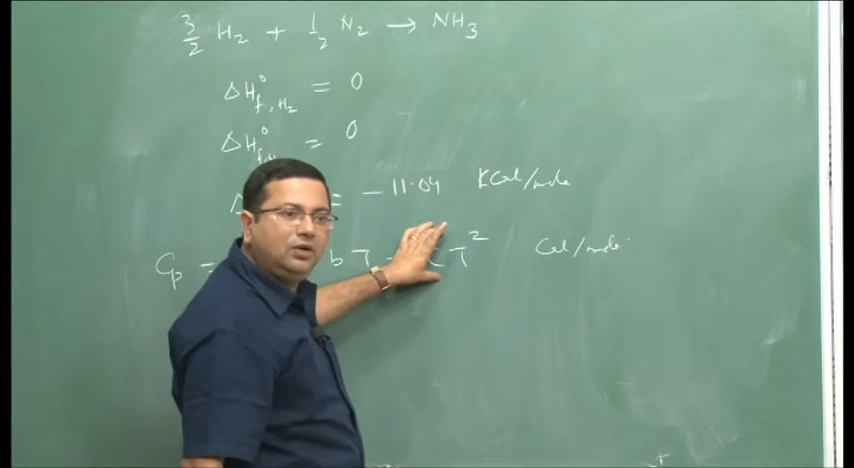 3/2 H2 + 1/2 N2 → NH3
ΔH°f,H2 = 0
ΔH°f, = 0
= - 11.04 KCal/mole
Cp = b T T² Cal/mole